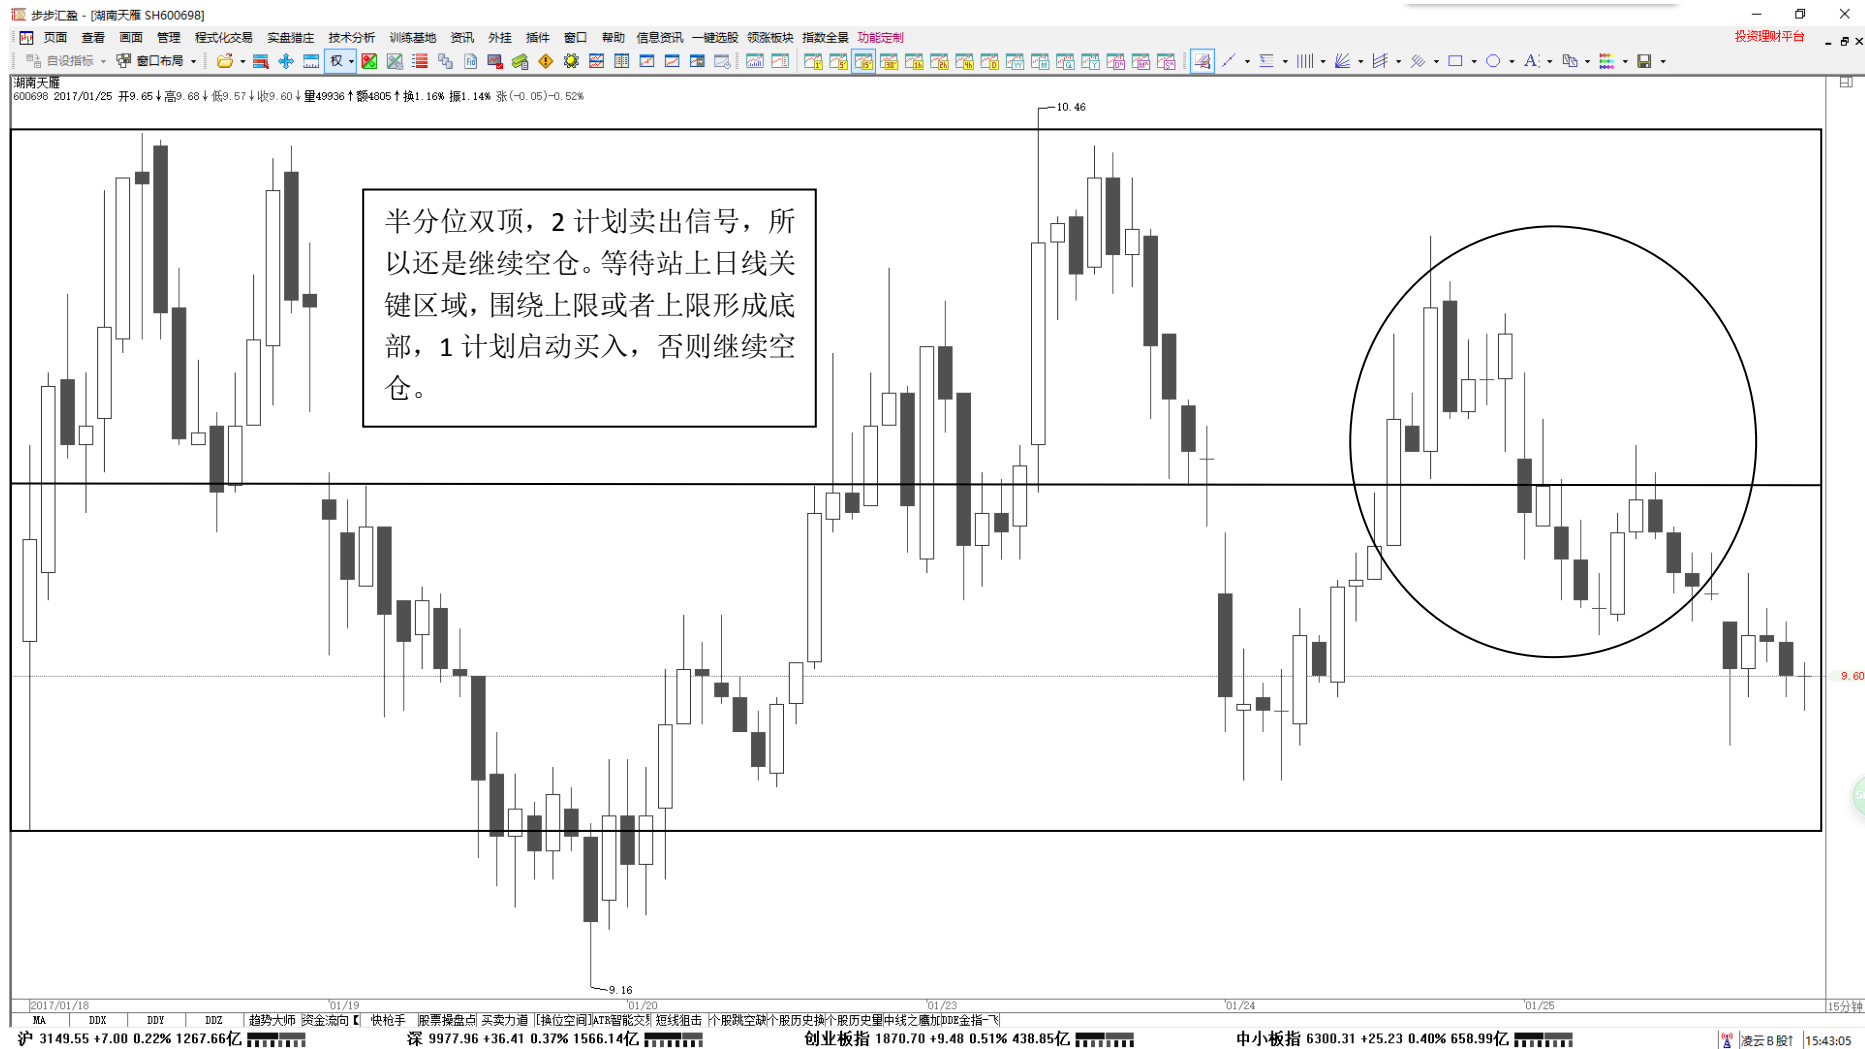 步步汇盈 - [湖南天雁 SH600698]
页面 查看 画面 管理 程式化交易 实盘猎庄 技术分析 训练基地 资讯 外挂 插件 窗口 帮助 信息资讯 一键选股 领涨板块 指数全景 功能定制
投资理财平台
自设指标 窗口布局 权
湖南天雁
600698 2017/01/25 开9.65↓高9.68↓低9.57↓收9.60↓量49936↑额4805↑换1.16% 振1.14% 涨(-0.05)-0.52%
10.46
半分位双顶，2 计划卖出信号，所
以还是继续空仓。等待站上日线关
键区域，围绕上限或者上限形成底
部，1 计划启动买入，否则继续空
仓。
9.60
9.16
2017/01/18 01/19 01/20 01/23 01/24 01/25 15分钟
MA DDX DDY DDZ 趋势大师 资金流向【 快枪手 股票操盘点 买卖力道 [换位空间] ATR智能交易 短线狙击 个股跳空缺 个股历史换 个股历史量 中线之鹰加 DDE金指-飞
沪 3149.55 +7.00 0.22% 1267.66亿 深 9977.96 +36.41 0.37% 1566.14亿 创业板指 1870.70 +9.48 0.51% 438.85亿 中小板指 6300.31 +25.23 0.40% 658.99亿 凌云B股↑ 15:43:05